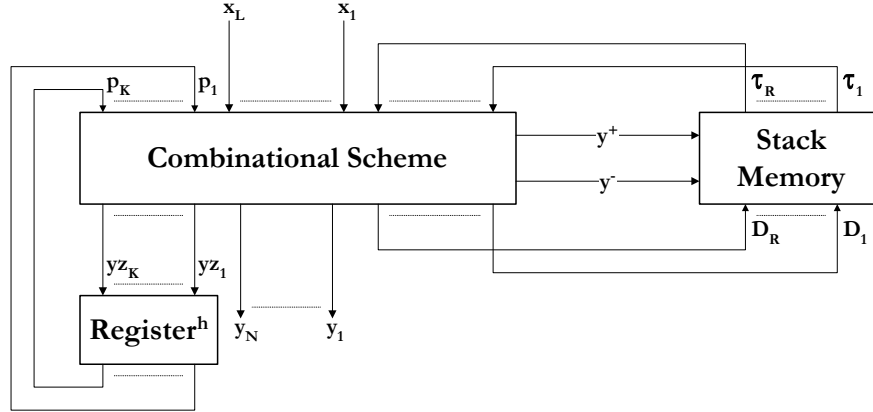 x_L x_1
p_K p_1 τ_R τ_1
Combinational Scheme
y⁺
y⁻
Stack
Memory
D_R D_1
yz_K yz_1
Register^h
y_N y_1